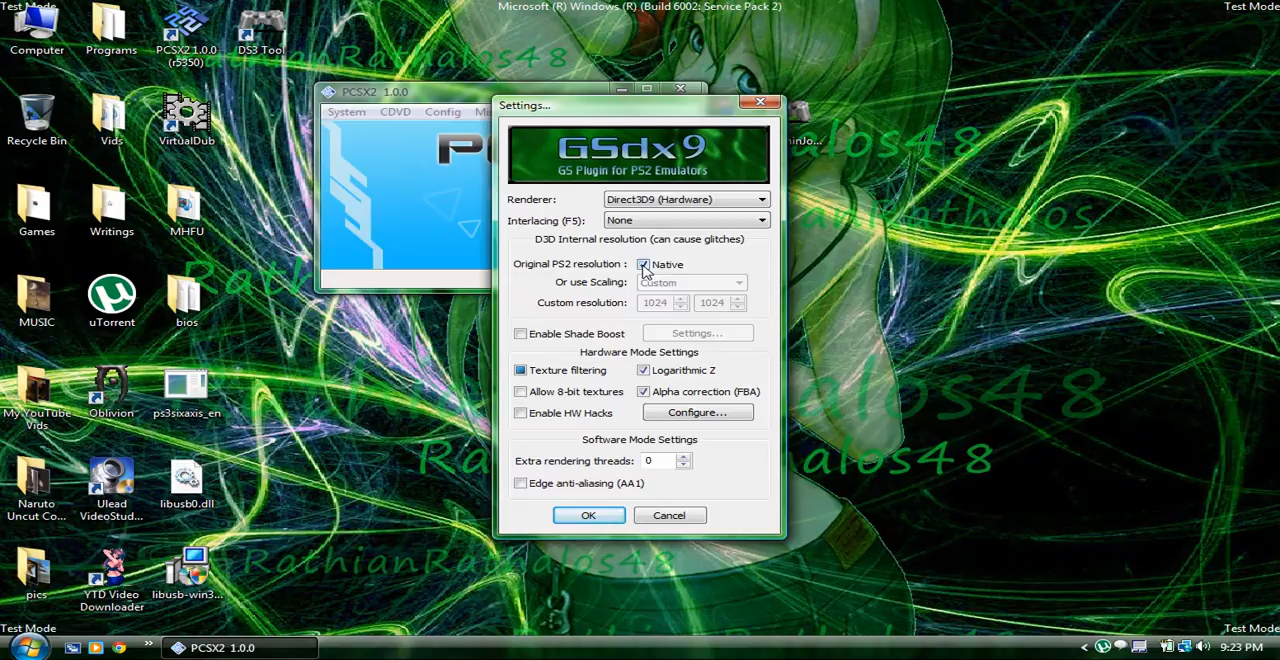 Test Mode
Microsoft (R) Windows (R) (Build 6002: Service Pack 2)
Test Mode
Computer
Programs
PCSX2 1.0.0
(r5350)
DS3 Tool
RathianRathalos48
Recycle Bin
Vids
VirtualDub
Games
Writings
MHFU
MUSIC
uTorrent
bios
My YouTube
Vids
Oblivion
ps3sixaxis_en
Naruto
Uncut Co...
Ulead
VideoStud...
libusb0.dll
pics
YTD Video
Downloader
libusb-win3...
PCSX2 1.0.0
System
CDVD
Config
Settings...
GSdx9
GS Plugin for PS2 Emulators
Renderer:
Direct3D9 (Hardware)
Interlacing (F5):
None
D3D Internal resolution (can cause glitches)
Original PS2 resolution :
Native
Or use Scaling:
Custom
Custom resolution:
1024
1024
Enable Shade Boost
Settings...
Hardware Mode Settings
Texture filtering
Logarithmic Z
Allow 8-bit textures
Alpha correction (FBA)
Enable HW Hacks
Configure...
Software Mode Settings
Extra rendering threads:
0
Edge anti-aliasing (AA1)
OK
Cancel
RathianRathalos48
Test Mode
Test Mode
PCSX2 1.0.0
9:23 PM